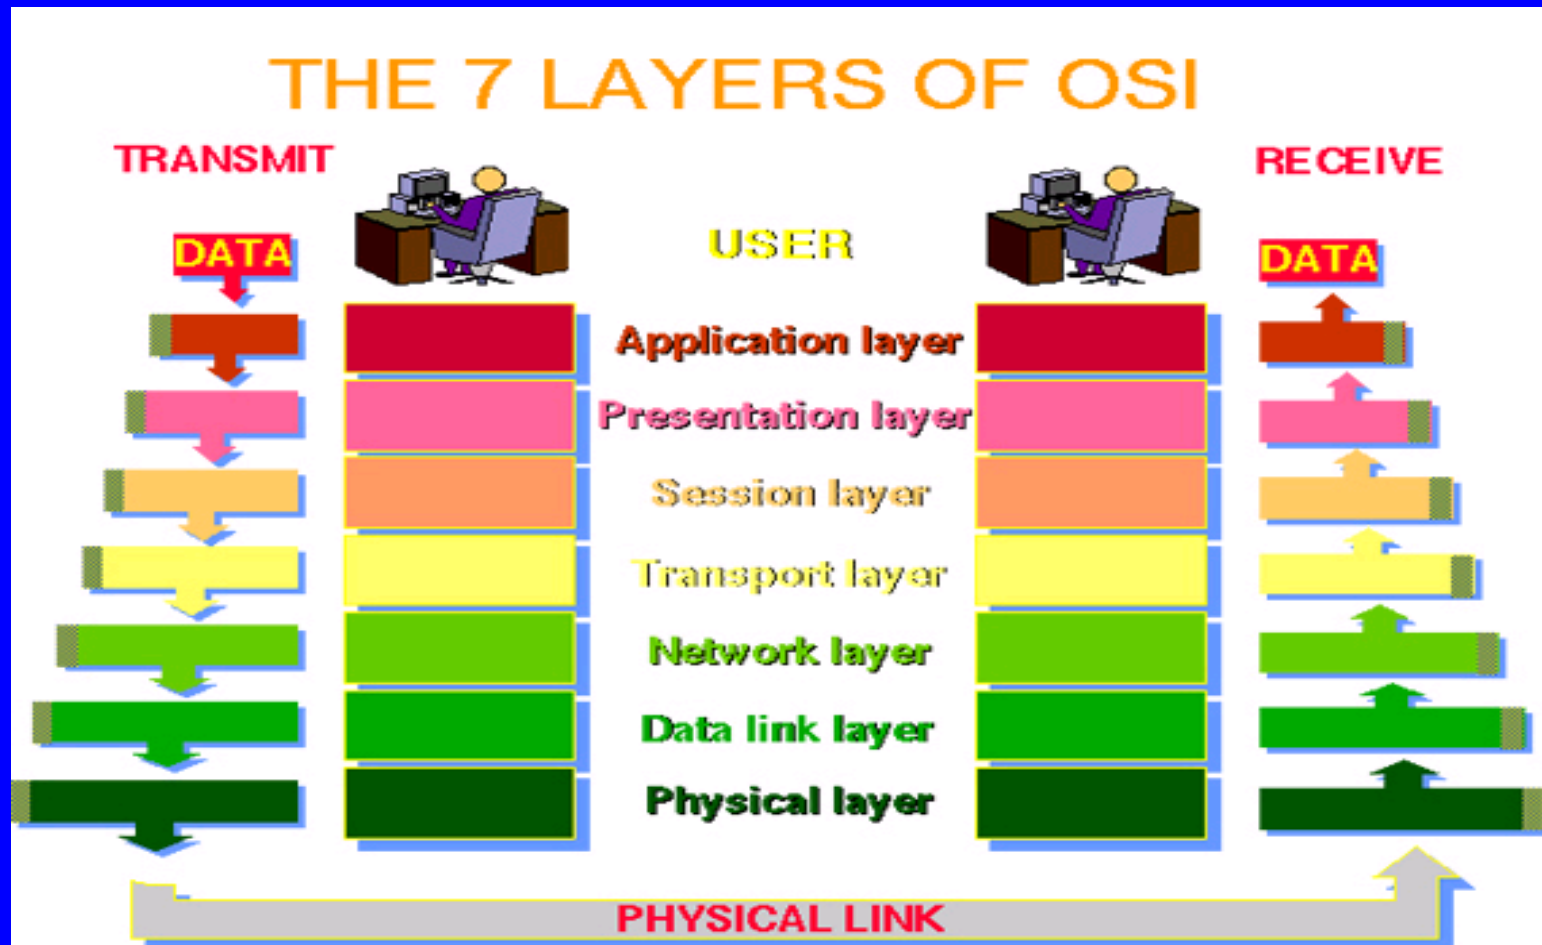 THE 7 LAYERS OF OSI
TRANSMIT
RECEIVE
USER
DATA
DATA
Application layer
Presentation layer
Session layer
Transport layer
Network layer
Data link layer
Physical layer
PHYSICAL LINK